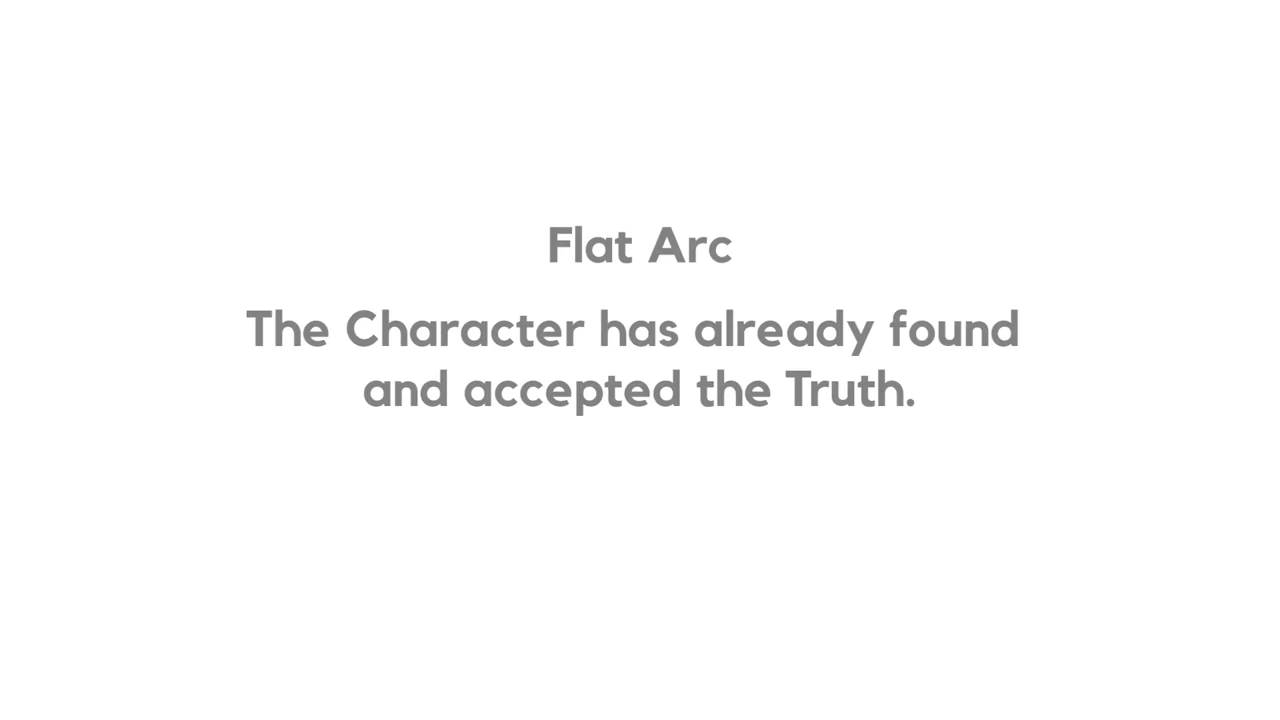 Flat Arc
The Character has already found
and accepted the Truth.